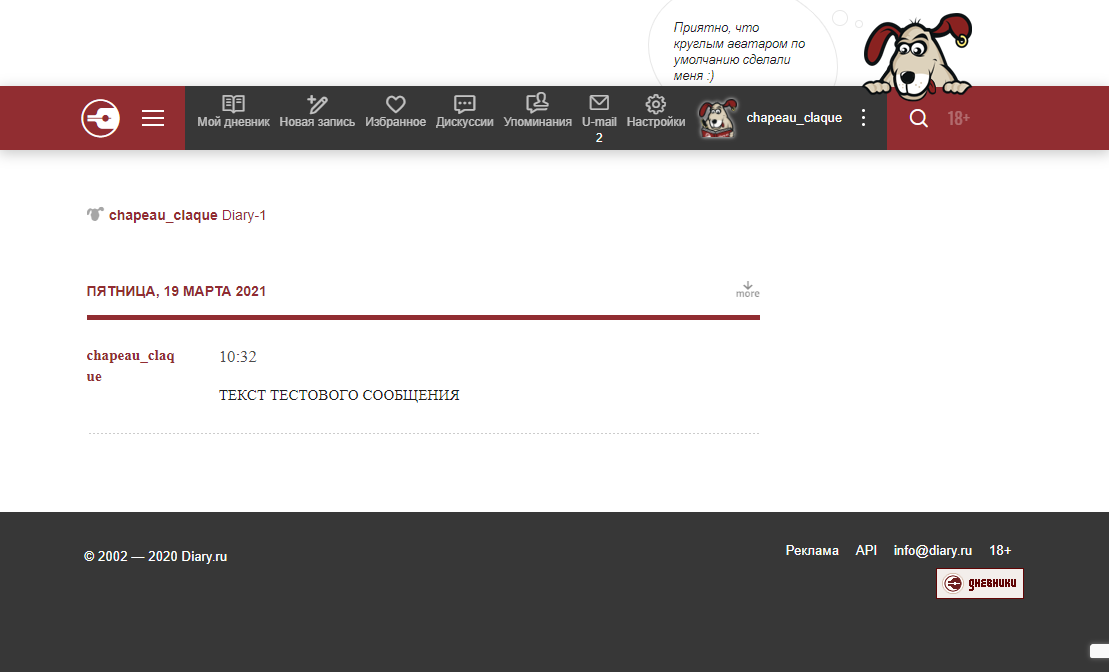 Приятно, что
круглым аватаром по
умолчанию сделали
меня :)
Мой дневник Новая запись Избранное Дискуссии Упоминания U-mail Настройки chapeau_claque 18+
2
chapeau_claque Diary-1
ПЯТНИЦА, 19 МАРТА 2021
more
chapeau_claq
ue
10:32
ТЕКСТ ТЕСТОВОГО СООБЩЕНИЯ
© 2002 — 2020 Diary.ru
Реклама API info@diary.ru 18+
дневники